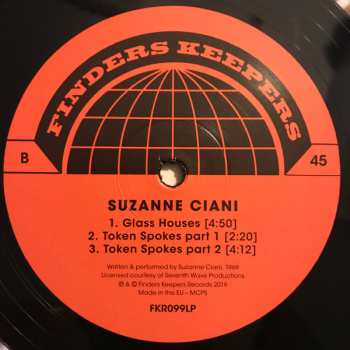 FINDERS KEEPERS
B
45
SUZANNE CIANI
1. Glass Houses [4:50]
2. Token Spokes part 1 [2:20]
3. Token Spokes part 2 [4:12]
Written & performed by Suzanne Ciani, 1969
Licensed courtesy of Seventh Wave Productions
℗ & © Finders Keepers Records 2019
Made in this EU – MCPS
FKR099LP